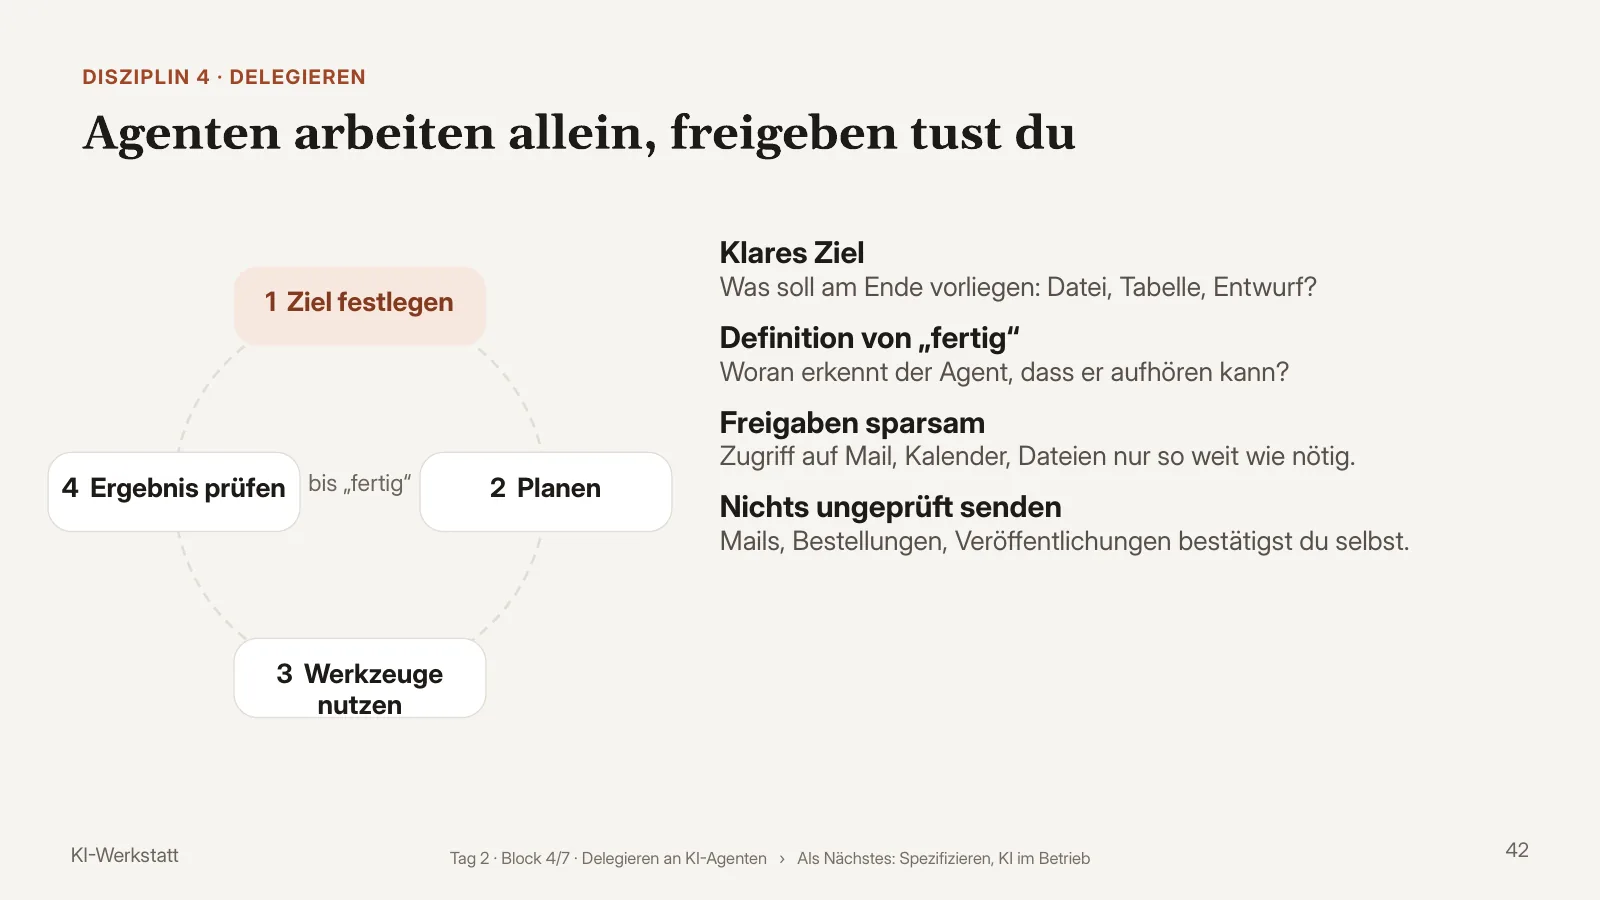 DISZIPLIN 4 · DELEGIEREN
Agenten arbeiten allein, freigeben tust du
1 Ziel festlegen
4 Ergebnis prüfen
bis „fertig“
2 Planen
3 Werkzeuge
nutzen
Klares Ziel
Was soll am Ende vorliegen: Datei, Tabelle, Entwurf?
Definition von „fertig“
Woran erkennt der Agent, dass er aufhören kann?
Freigaben sparsam
Zugriff auf Mail, Kalender, Dateien nur so weit wie nötig.
Nichts ungeprüft senden
Mails, Bestellungen, Veröffentlichungen bestätigst du selbst.
KI-Werkstatt
Tag 2 · Block 4/7 · Delegieren an KI-Agenten › Als Nächstes: Spezifizieren, KI im Betrieb
42